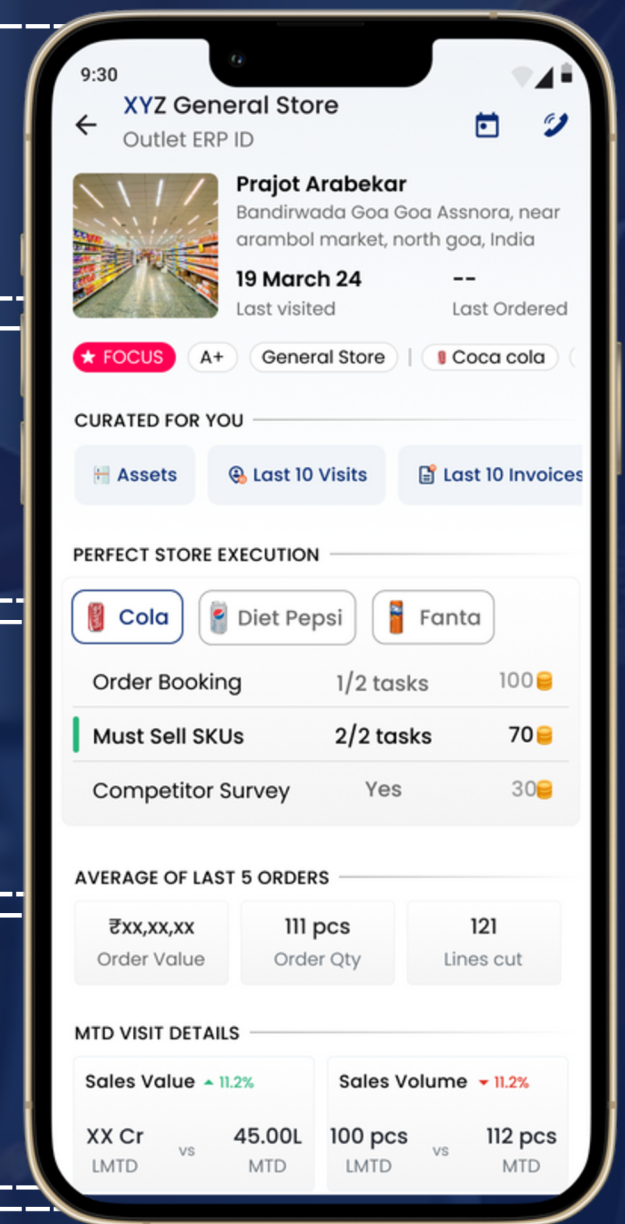 9:30
XYZ General Store
Outlet ERP ID
Prajot Arabekar
Bandirwada Goa Goa Assnora, near
arambol market, north goa, India
19 March 24 --
Last visited Last Ordered
★ FOCUS A+ General Store | Coca cola
CURATED FOR YOU
Assets Last 10 Visits Last 10 Invoices
PERFECT STORE EXECUTION
Cola Diet Pepsi Fanta
Order Booking 1/2 tasks 100
Must Sell SKUs 2/2 tasks 70
Competitor Survey Yes 30
AVERAGE OF LAST 5 ORDERS
₹xx,xx,xx 111 pcs 121
Order Value Order Qty Lines cut
MTD VISIT DETAILS
Sales Value ▲ 11.2% Sales Volume ▼ 11.2%
XX Cr vs 45.00L 100 pcs vs 112 pcs
LMTD MTD LMTD MTD